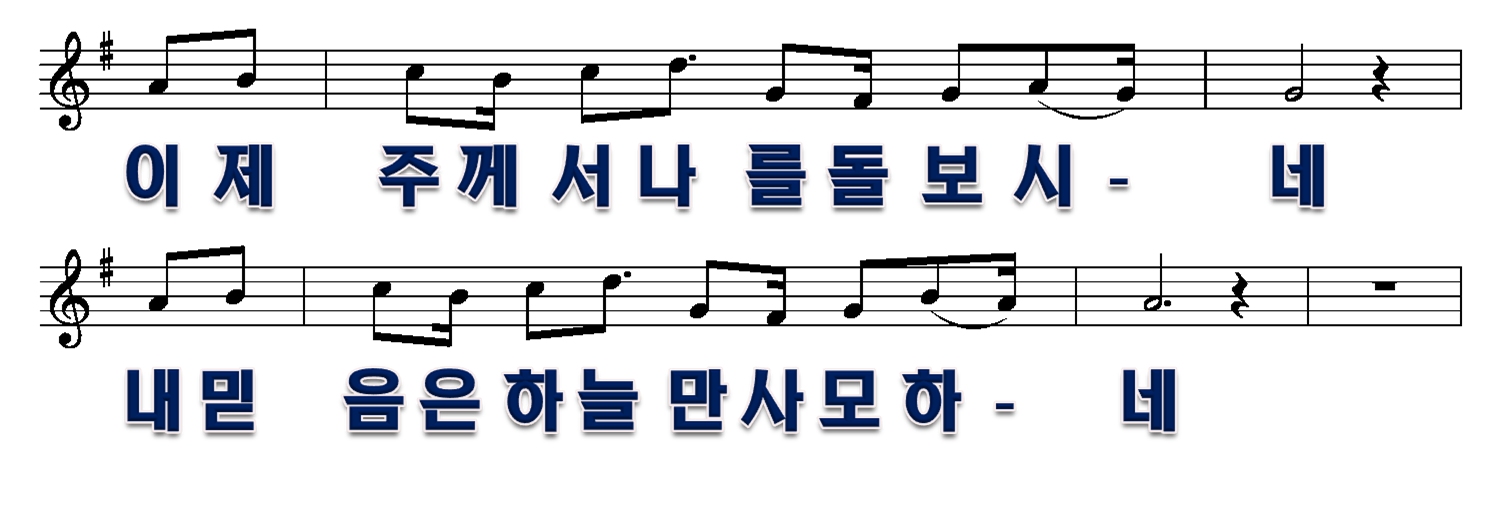 이 제 주 께 서 나 를 돌 보 시 - 네
내 믿 음 은 하 늘 만 사 모 하 - 네